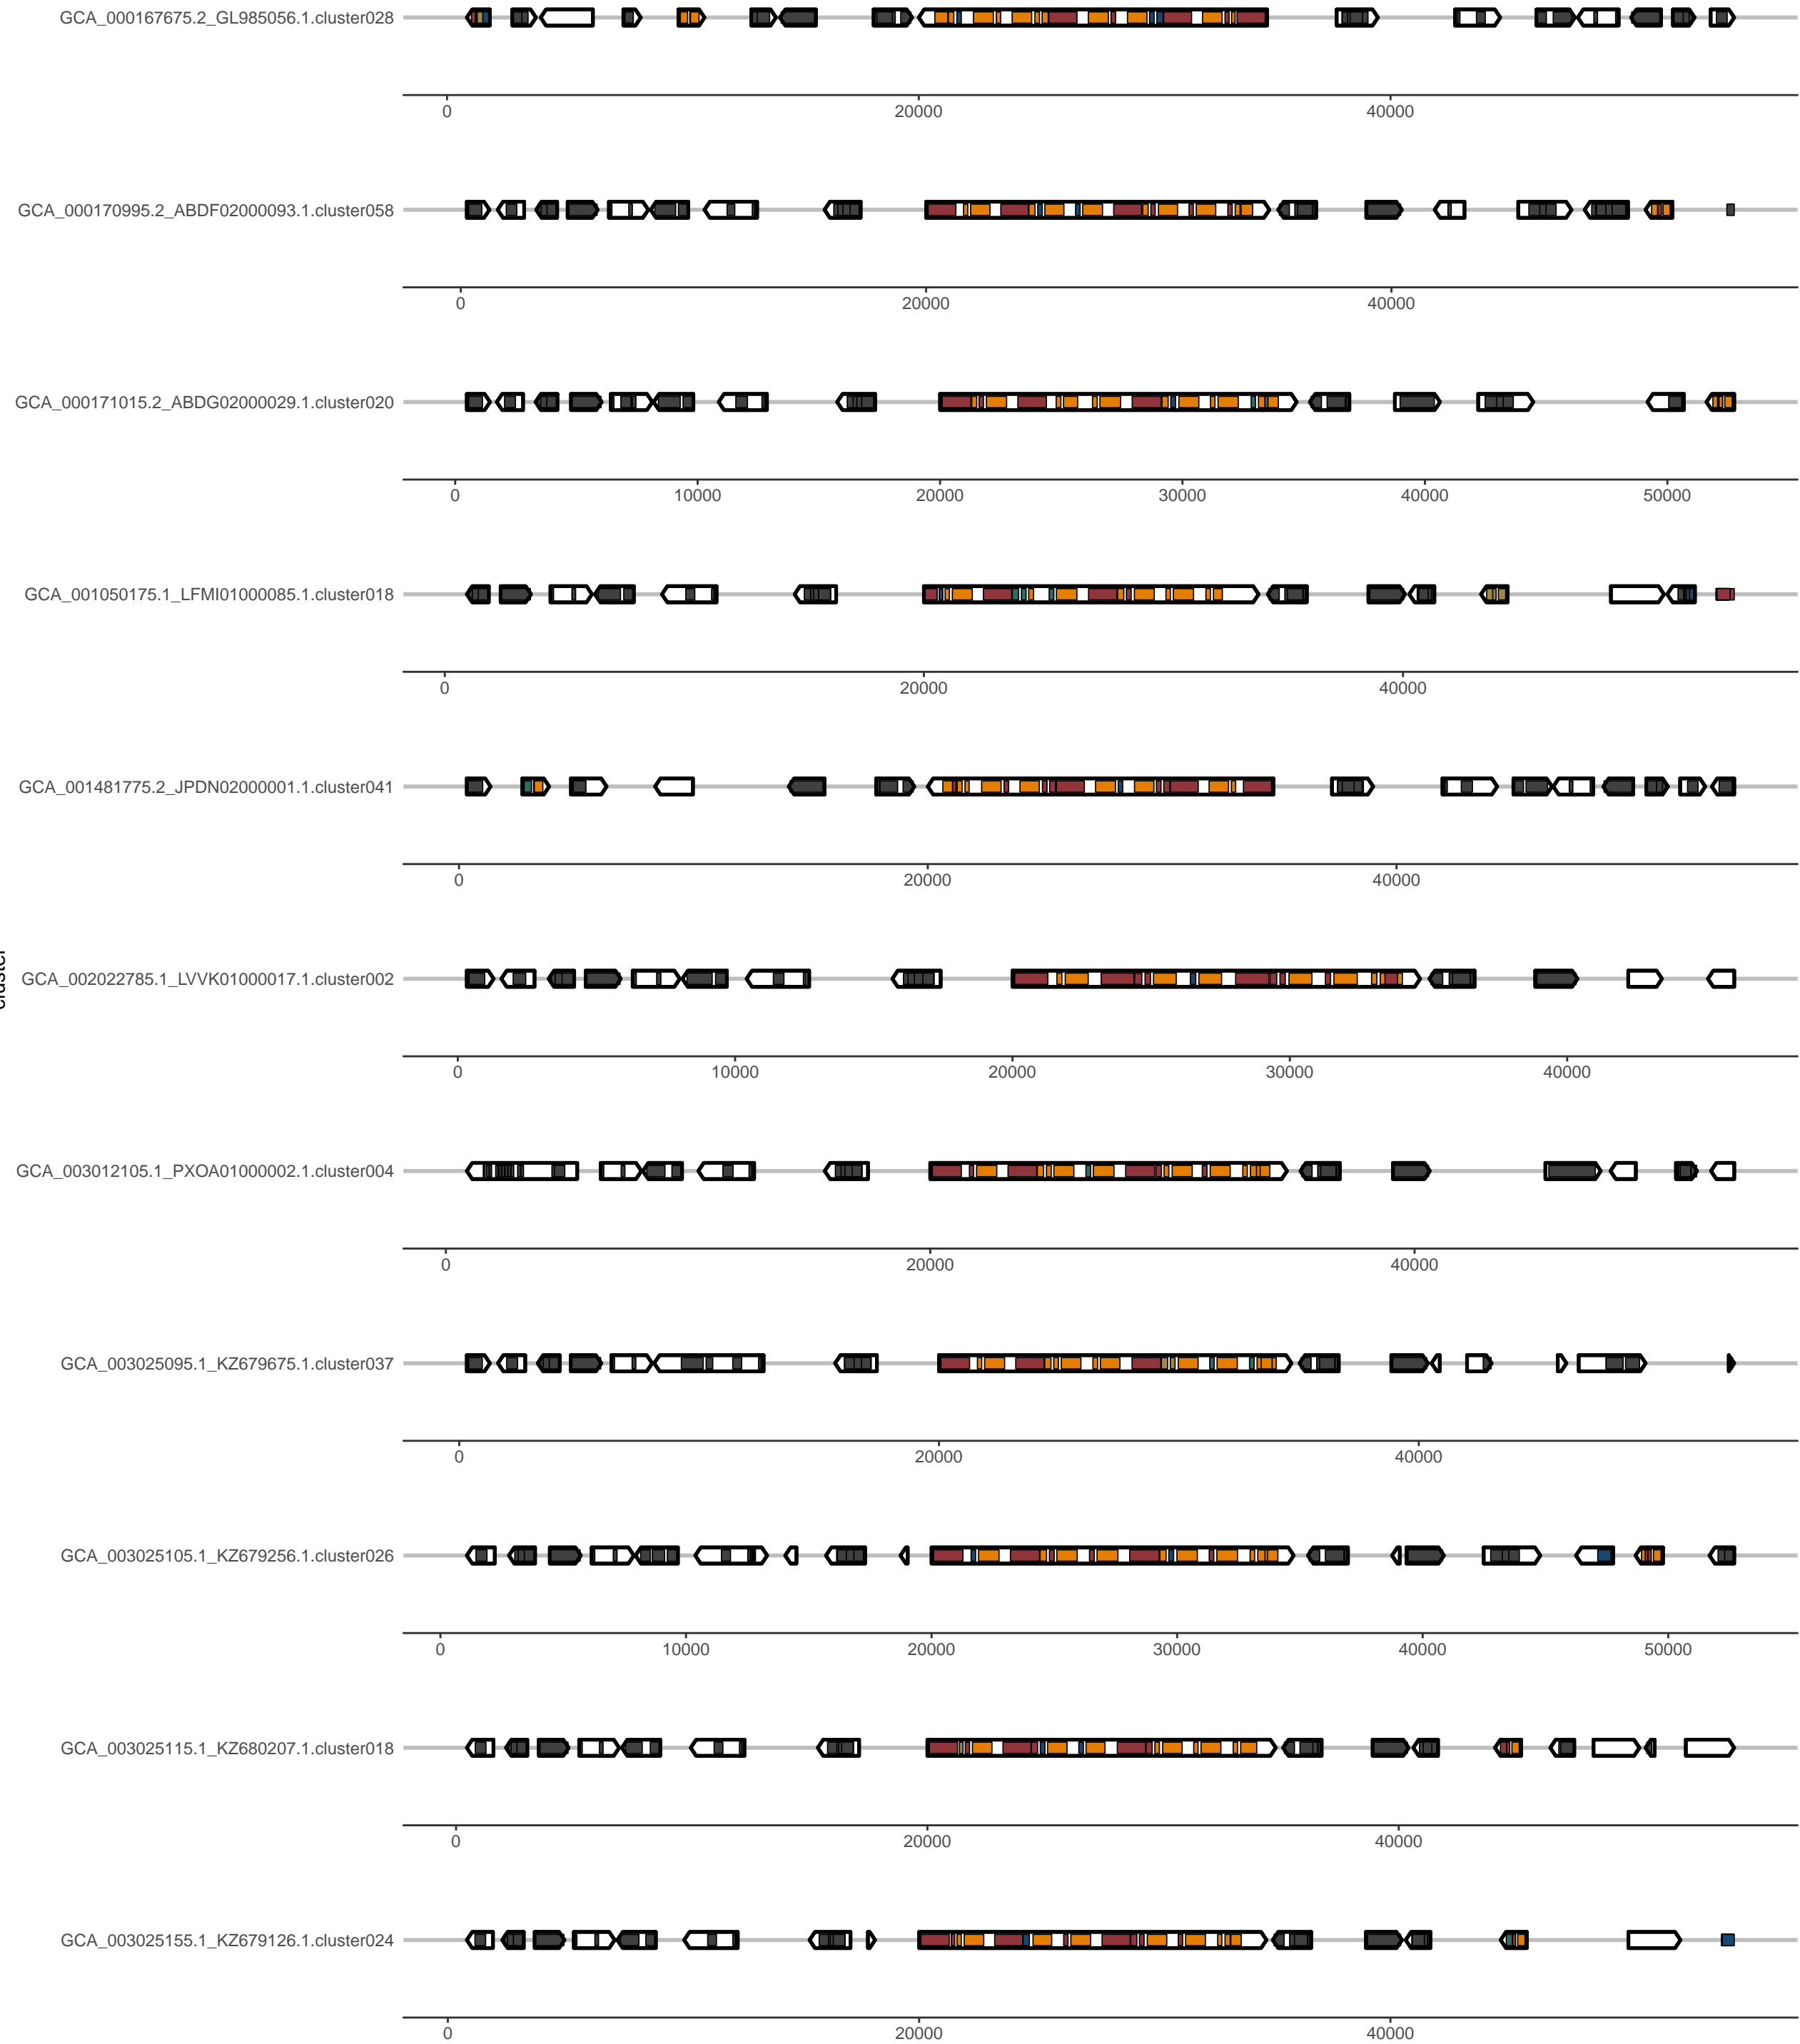 GCA_000167675.2_GL985056.1.cluster028
0 20000 40000
GCA_000170995.2_ABDF02000093.1.cluster058
0 20000 40000
GCA_000171015.2_ABDG02000029.1.cluster020
0 10000 20000 30000 40000 50000
GCA_001050175.1_LFMI01000085.1.cluster018
0 20000 40000
GCA_001481775.2_JPDN02000001.1.cluster041
0 20000 40000
cluster
GCA_002022785.1_LVVK01000017.1.cluster002
0 10000 20000 30000 40000
GCA_003012105.1_PXOA01000002.1.cluster004
0 20000 40000
GCA_003025095.1_KZ679675.1.cluster037
0 20000 40000
GCA_003025105.1_KZ679256.1.cluster026
0 10000 20000 30000 40000 50000
GCA_003025115.1_KZ680207.1.cluster018
0 20000 40000
GCA_003025155.1_KZ679126.1.cluster024
0 20000 40000